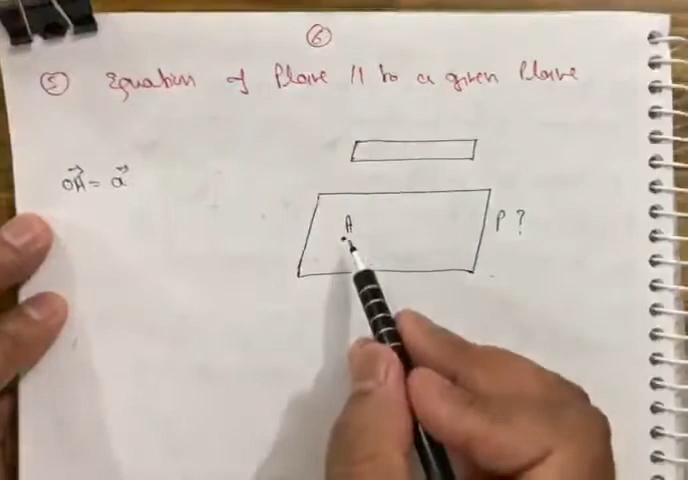 ⑥
⑤ Equation of Plane || to a given Plane
OA⃗ = a⃗
A
P ?